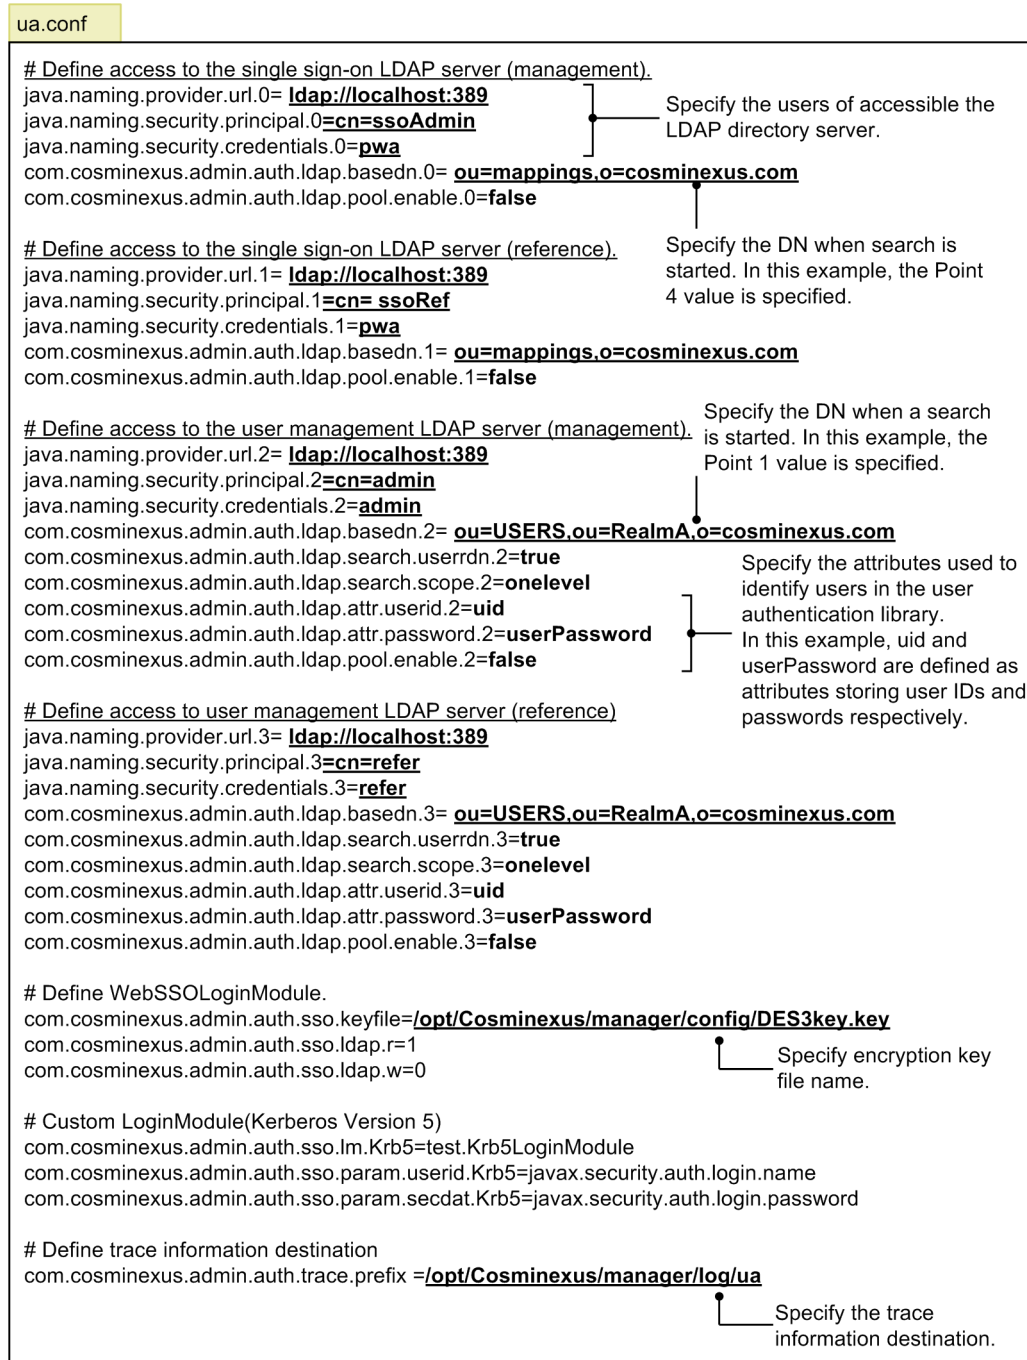 ua.conf
# Define access to the single sign-on LDAP server (management).
java.naming.provider.url.0= ldap://localhost:389
java.naming.security.principal.0=cn=ssoAdmin
java.naming.security.credentials.0=pwa
Specify the users of accessible the
LDAP directory server.
com.cosminexus.admin.auth.ldap.basedn.0= ou=mappings,o=cosminexus.com
com.cosminexus.admin.auth.ldap.pool.enable.0=false
Specify the DN when search is
started. In this example, the Point
4 value is specified.
# Define access to the single sign-on LDAP server (reference).
java.naming.provider.url.1= ldap://localhost:389
java.naming.security.principal.1=cn= ssoRef
java.naming.security.credentials.1=pwa
com.cosminexus.admin.auth.ldap.basedn.1= ou=mappings,o=cosminexus.com
com.cosminexus.admin.auth.ldap.pool.enable.1=false
Specify the DN when a search
is started. In this example, the
Point 1 value is specified.
# Define access to the user management LDAP server (management).
java.naming.provider.url.2= ldap://localhost:389
java.naming.security.principal.2=cn=admin
java.naming.security.credentials.2=admin
com.cosminexus.admin.auth.ldap.basedn.2= ou=USERS,ou=RealmA,o=cosminexus.com
com.cosminexus.admin.auth.ldap.search.userrdn.2=true
com.cosminexus.admin.auth.ldap.search.scope.2=onelevel
com.cosminexus.admin.auth.ldap.attr.userid.2=uid
com.cosminexus.admin.auth.ldap.attr.password.2=userPassword
com.cosminexus.admin.auth.ldap.pool.enable.2=false
Specify the attributes used to
identify users in the user
authentication library.
In this example, uid and
userPassword are defined as
attributes storing user IDs and
passwords respectively.
# Define access to user management LDAP server (reference)
java.naming.provider.url.3= ldap://localhost:389
java.naming.security.principal.3=cn=refer
java.naming.security.credentials.3=refer
com.cosminexus.admin.auth.ldap.basedn.3= ou=USERS,ou=RealmA,o=cosminexus.com
com.cosminexus.admin.auth.ldap.search.userrdn.3=true
com.cosminexus.admin.auth.ldap.search.scope.3=onelevel
com.cosminexus.admin.auth.ldap.attr.userid.3=uid
com.cosminexus.admin.auth.ldap.attr.password.3=userPassword
com.cosminexus.admin.auth.ldap.pool.enable.3=false
# Define WebSSOLoginModule.
com.cosminexus.admin.auth.sso.keyfile=/opt/Cosminexus/manager/config/DES3key.key
com.cosminexus.admin.auth.sso.ldap.r=1
com.cosminexus.admin.auth.sso.ldap.w=0
Specify encryption key
file name.
# Custom LoginModule(Kerberos Version 5)
com.cosminexus.admin.auth.sso.lm.Krb5=test.Krb5LoginModule
com.cosminexus.admin.auth.sso.param.userid.Krb5=javax.security.auth.login.name
com.cosminexus.admin.auth.sso.param.secdat.Krb5=javax.security.auth.login.password
# Define trace information destination
com.cosminexus.admin.auth.trace.prefix =/opt/Cosminexus/manager/log/ua
Specify the trace
information destination.